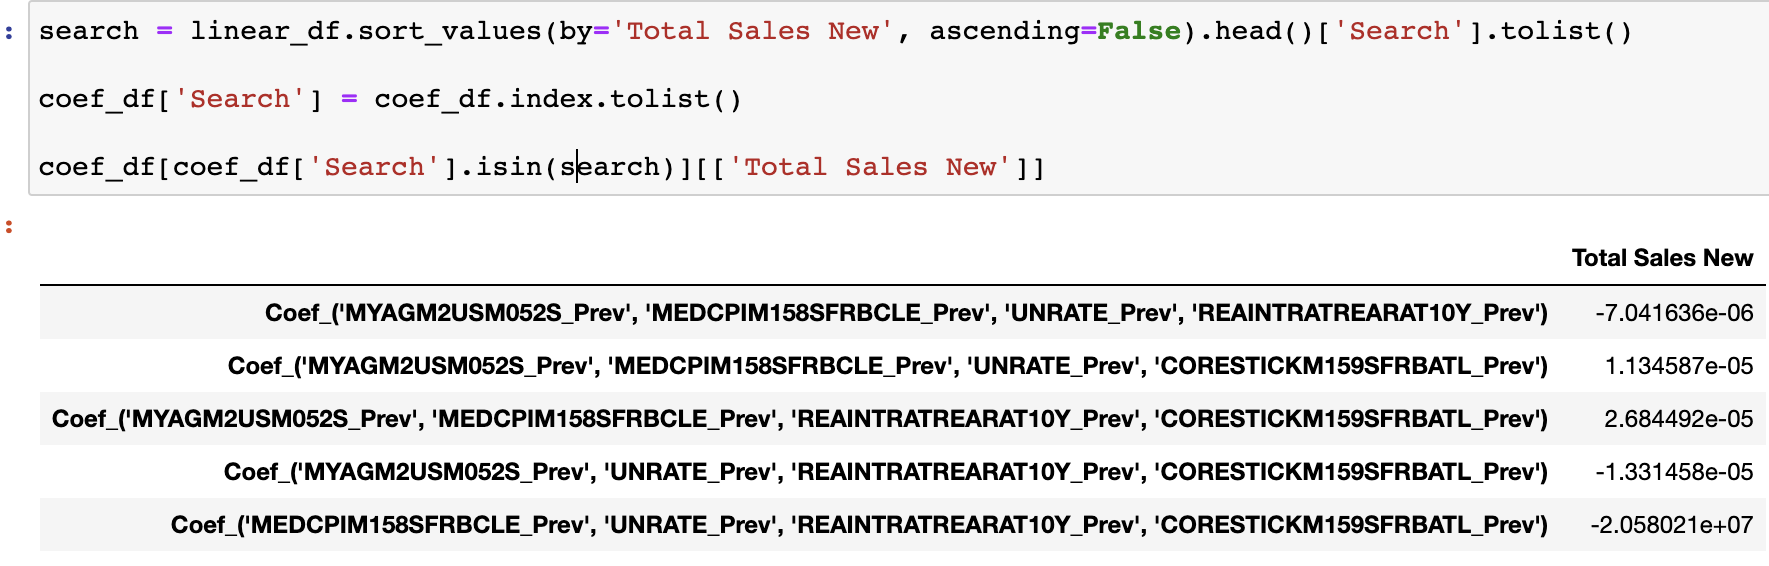 : search = linear_df.sort_values(by='Total Sales New', ascending=False).head()['Search'].tolist()
coef_df['Search'] = coef_df.index.tolist()
coef_df[coef_df['Search'].isin(search)][['Total Sales New']]
:
Total Sales New
Coef_('MYAGM2USM052S_Prev', 'MEDCPIM158SFRBCLE_Prev', 'UNRATE_Prev', 'REAINTRATREARAT10Y_Prev') -7.041636e-06
Coef_('MYAGM2USM052S_Prev', 'MEDCPIM158SFRBCLE_Prev', 'UNRATE_Prev', 'CORESTICKM159SFRBATL_Prev') 1.134587e-05
Coef_('MYAGM2USM052S_Prev', 'MEDCPIM158SFRBCLE_Prev', 'REAINTRATREARAT10Y_Prev', 'CORESTICKM159SFRBATL_Prev') 2.684492e-05
Coef_('MYAGM2USM052S_Prev', 'UNRATE_Prev', 'REAINTRATREARAT10Y_Prev', 'CORESTICKM159SFRBATL_Prev') -1.331458e-05
Coef_('MEDCPIM158SFRBCLE_Prev', 'UNRATE_Prev', 'REAINTRATREARAT10Y_Prev', 'CORESTICKM159SFRBATL_Prev') -2.058021e+07